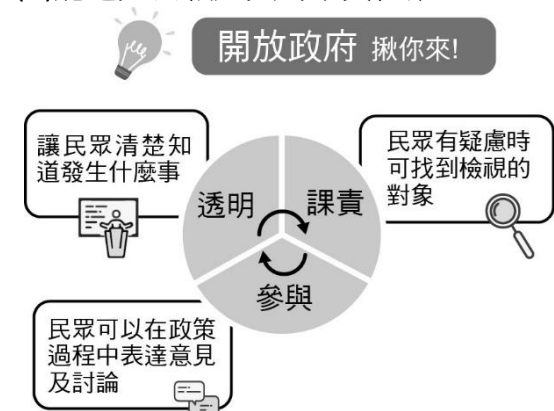 開放政府 揪你來!
讓民眾清楚知
道發生什麼事
民眾有疑慮時
可找到檢視的
對象
透明
課責
參與
民眾可以在政策
過程中表達意見
及討論